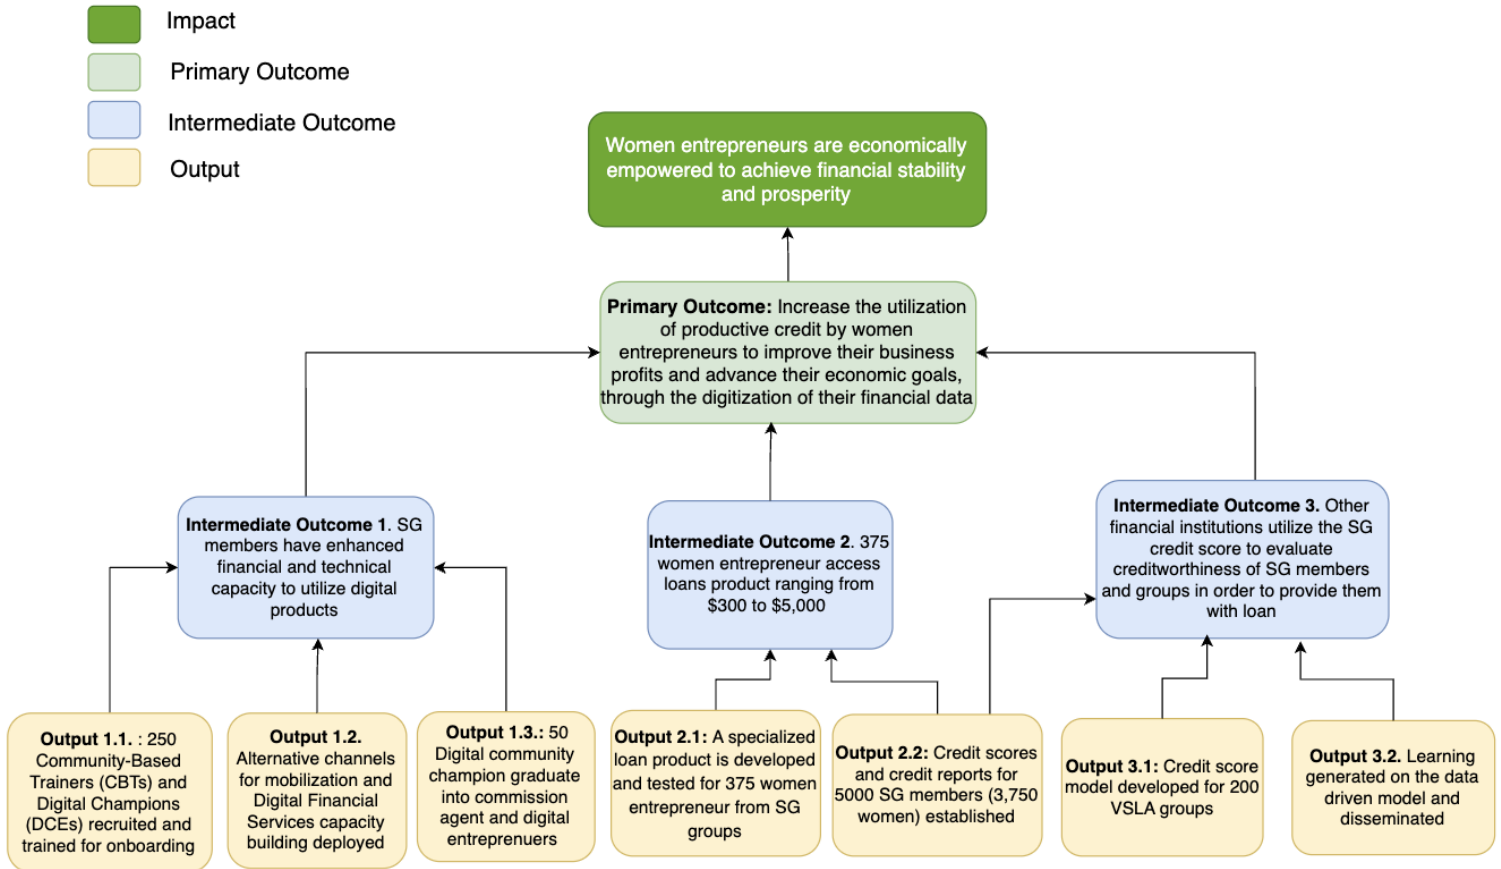 Impact
Primary Outcome
Intermediate Outcome
Output
Women entrepreneurs are economically
empowered to achieve financial stability
and prosperity
Primary Outcome: Increase the utilization
of productive credit by women
entrepreneurs to improve their business
profits and advance their economic goals,
through the digitization of their financial data
Intermediate Outcome 1. SG
members have enhanced
financial and technical
capacity to utilize digital
products
Intermediate Outcome 2. 375
women entrepreneur access
loans product ranging from
$300 to $5,000
Intermediate Outcome 3. Other
financial institutions utilize the SG
credit score to evaluate
creditworthiness of SG members
and groups in order to provide them
with loan
Output 1.1. : 250
Community-Based
Trainers (CBTs) and
Digital Champions
(DCEs) recruited and
trained for onboarding
Output 1.2.
Alternative channels
for mobilization and
Digital Financial
Services capacity
building deployed
Output 1.3.: 50
Digital community
champion graduate
into commission
agent and digital
entreprenuers
Output 2.1: A specialized
loan product is developed
and tested for 375 women
entrepreneur from SG
groups
Output 2.2: Credit scores
and credit reports for
5000 SG members (3,750
women) established
Output 3.1: Credit score
model developed for 200
VSLA groups
Output 3.2. Learning
generated on the data
driven model and
disseminated